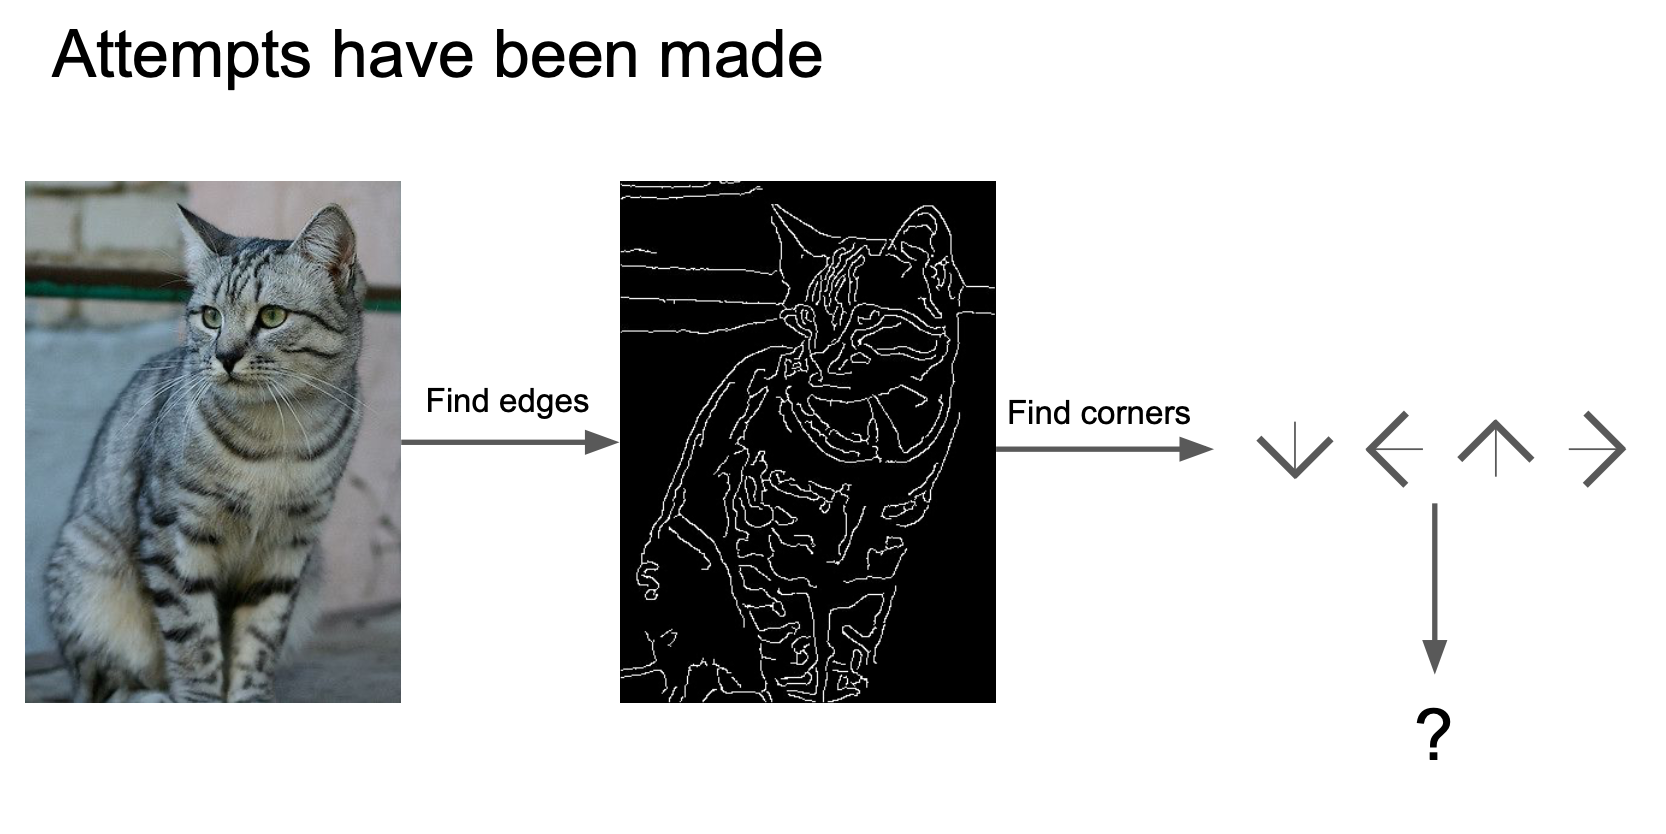 Attempts have been made
Find edges
Find corners
?